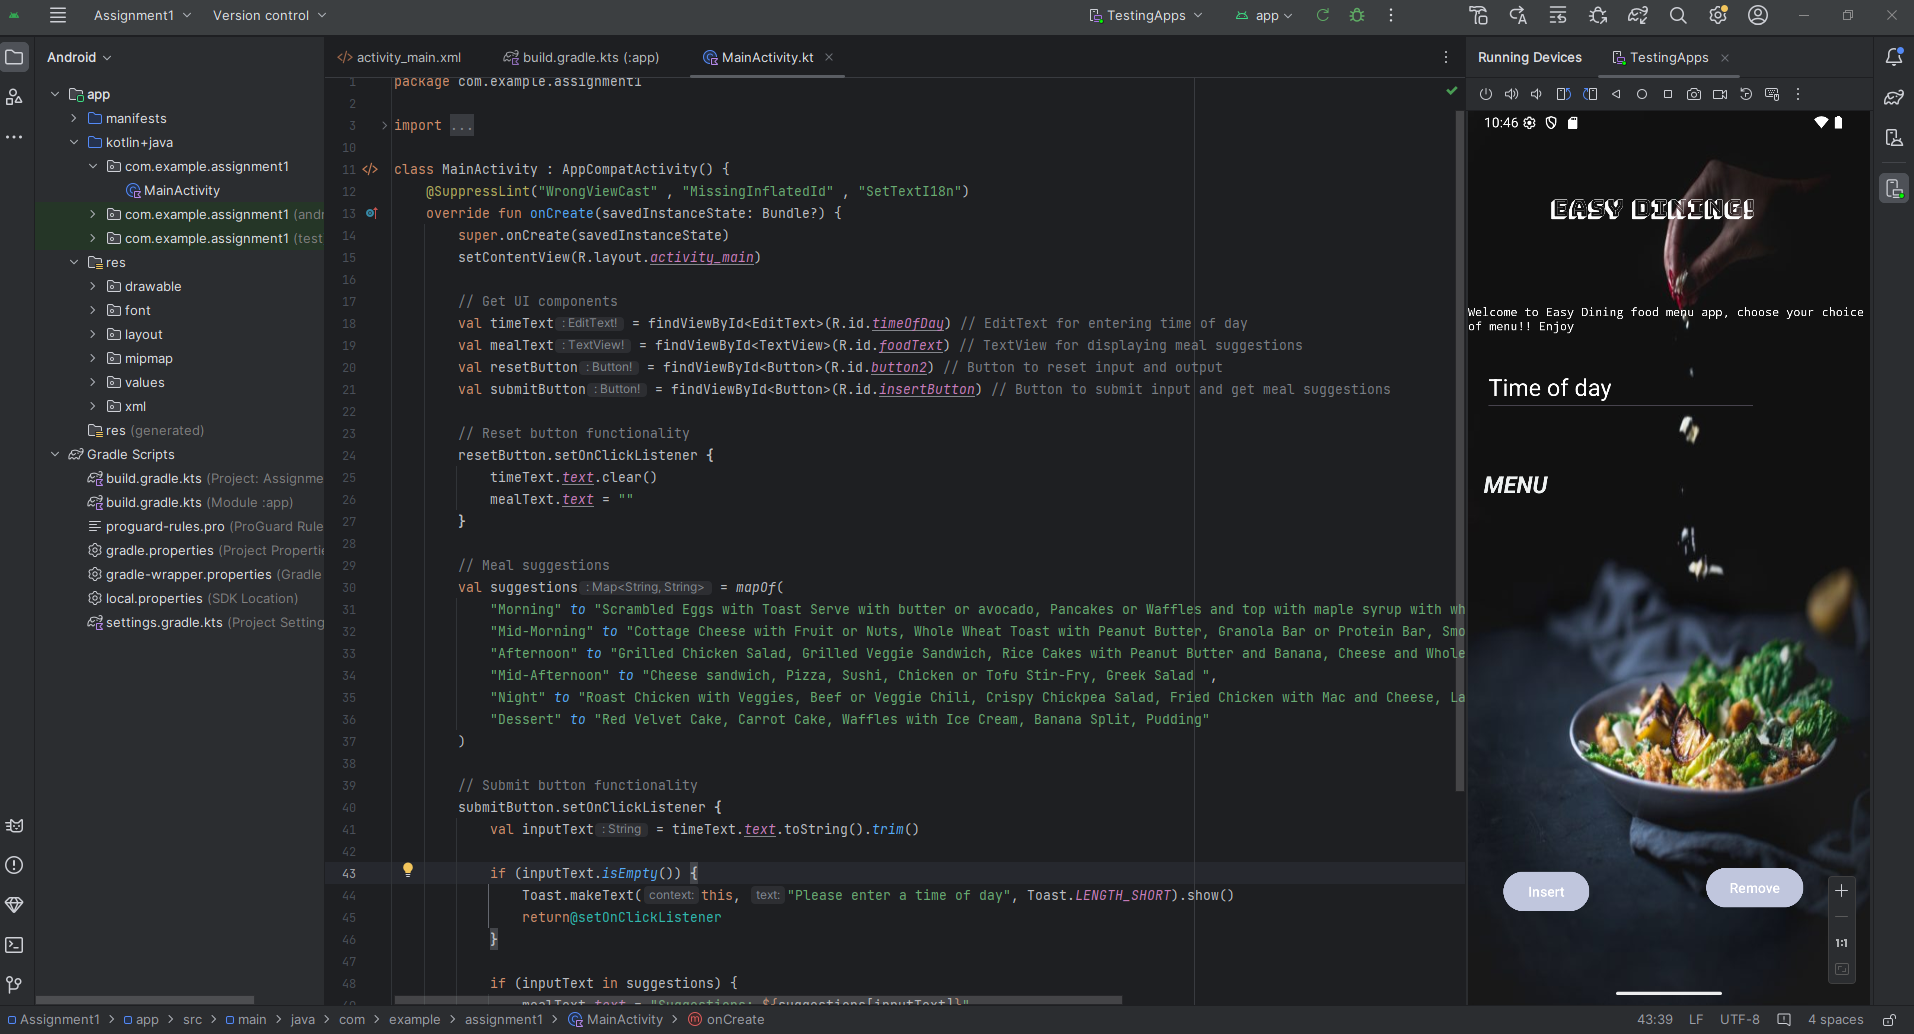 Assignment1
Version control
TestingApps
app
Android
activity_main.xml
build.gradle.kts (:app)
MainActivity.kt
Running Devices
TestingApps
app
manifests
kotlin+java
com.example.assignment1
MainActivity
com.example.assignment1 (andr
com.example.assignment1 (test
res
drawable
font
layout
mipmap
values
xml
res (generated)
Gradle Scripts
build.gradle.kts (Project: Assignme
build.gradle.kts (Module :app)
proguard-rules.pro (ProGuard Rule
gradle.properties (Project Propertie
gradle-wrapper.properties (Gradle
local.properties (SDK Location)
settings.gradle.kts (Project Setting
1 package com.example.assignment1
2
3 import ...
10
11 class MainActivity : AppCompatActivity() {
12 @SuppressLint("WrongViewCast" , "MissingInflatedId" , "SetTextI18n")
13 override fun onCreate(savedInstanceState: Bundle?) {
14 super.onCreate(savedInstanceState)
15 setContentView(R.layout.activity_main)
16
17 // Get UI components
18 val timeText : EditText! = findViewById<EditText>(R.id.timeOfDay) // EditText for entering time of day
19 val mealText : TextView! = findViewById<TextView>(R.id.foodText) // TextView for displaying meal suggestions
20 val resetButton : Button! = findViewById<Button>(R.id.button2) // Button to reset input and output
21 val submitButton : Button! = findViewById<Button>(R.id.insertButton) // Button to submit input and get meal suggestions
22
23 // Reset button functionality
24 resetButton.setOnClickListener {
25 timeText.text.clear()
26 mealText.text = ""
27 }
28
29 // Meal suggestions
30 val suggestions : Map<String, String> = mapOf(
31 "Morning" to "Scrambled Eggs with Toast Serve with butter or avocado, Pancakes or Waffles and top with maple syrup with wh
32 "Mid-Morning" to "Cottage Cheese with Fruit or Nuts, Whole Wheat Toast with Peanut Butter, Granola Bar or Protein Bar, Smo
33 "Afternoon" to "Grilled Chicken Salad, Grilled Veggie Sandwich, Rice Cakes with Peanut Butter and Banana, Cheese and Whole
34 "Mid-Afternoon" to "Cheese sandwich, Pizza, Sushi, Chicken or Tofu Stir-Fry, Greek Salad ",
35 "Night" to "Roast Chicken with Veggies, Beef or Veggie Chili, Crispy Chickpea Salad, Fried Chicken with Mac and Cheese, La
36 "Dessert" to "Red Velvet Cake, Carrot Cake, Waffles with Ice Cream, Banana Split, Pudding"
37 )
38
39 // Submit button functionality
40 submitButton.setOnClickListener {
41 val inputText : String = timeText.text.toString().trim()
42
43 if (inputText.isEmpty()) {
44 Toast.makeText( context: this, text: "Please enter a time of day", Toast.LENGTH_SHORT).show()
45 return@setOnClickListener
46 }
47
48 if (inputText in suggestions) {
49 mealText.text = "Suggestions: ${suggestions[inputText]}"
10:46
EASY DINING!
Welcome to Easy Dining food menu app, choose your choice
of menu!! Enjoy
Time of day
MENU
Insert
Remove
1:1
Assignment1 > app > src > main > java > com > example > assignment1 > MainActivity > onCreate
43:39 LF UTF-8 4 spaces